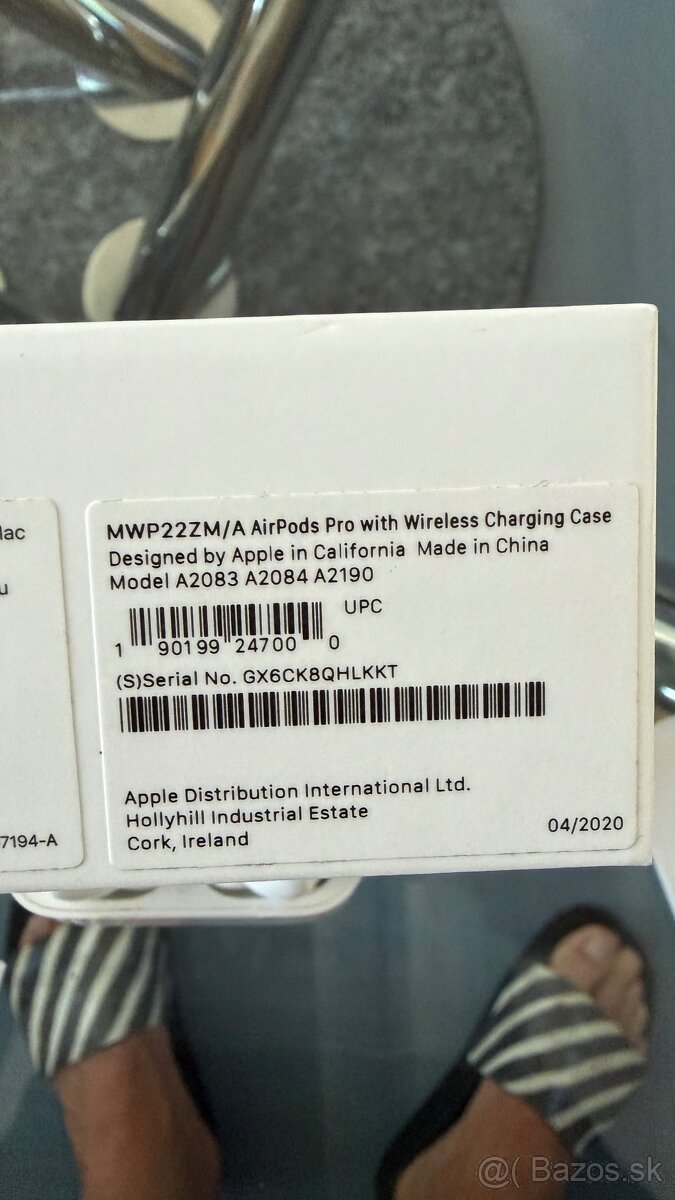 lac
u
7194-A
MWP22ZM/A AirPods Pro with Wireless Charging Case
Designed by Apple in California Made in China
Model A2083 A2084 A2190
UPC
1 90199 24700 0
(S)Serial No. GX6CK8QHLKKT
Apple Distribution International Ltd.
Hollyhill Industrial Estate
Cork, Ireland
04/2020
@( Bazos.sk